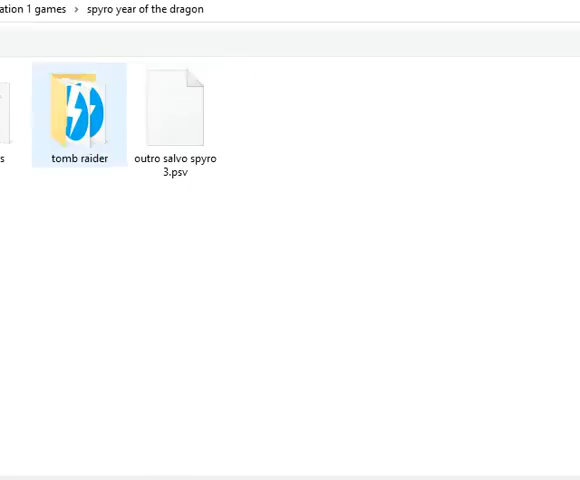 ation 1 games > spyro year of the dragon
s
tomb raider
outro salvo spyro
3.psv